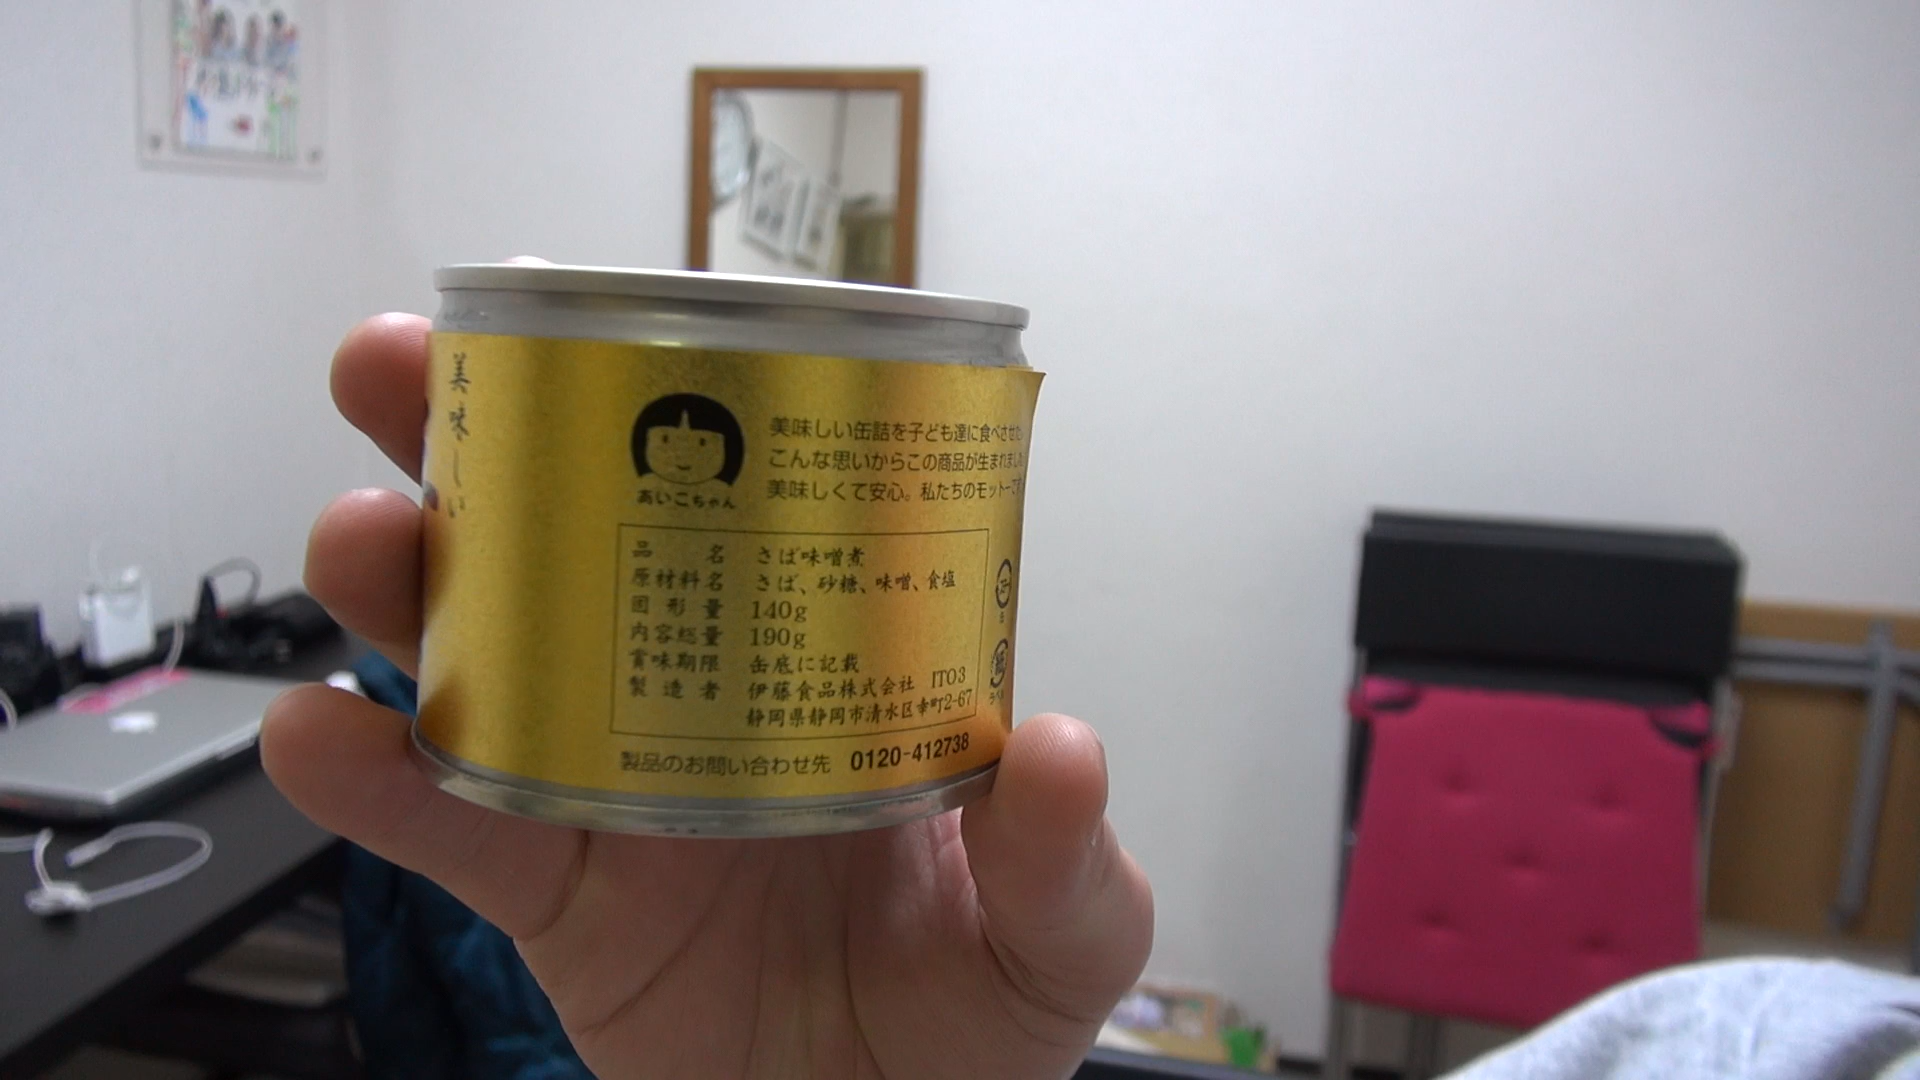 美味しい
あいこちゃん
美味しい缶詰を子ども達に食べさせた
こんな思いからこの商品が生まれまし
美味しくて安心。私たちのモットーで
品名 さば味噌煮
原材料名 さば、砂糖、味噌、食塩
固形量 140g
内容総量 190g
賞味期限 缶底に記載
製造者 伊藤食品株式会社 ITO3
静岡県静岡市清水区幸町2-67
製品のお問い合わせ先 0120-412738